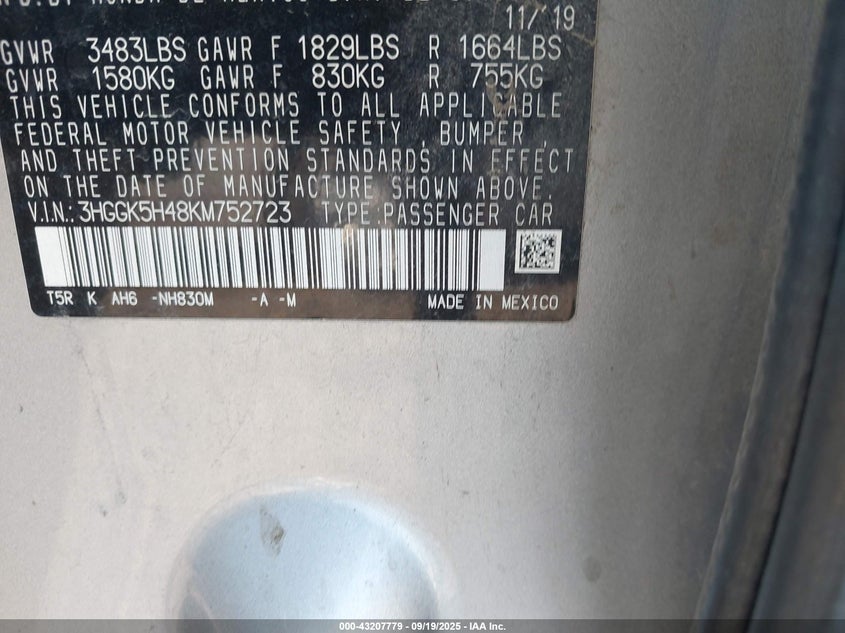 11/19
GVWR 3483LBS GAWR F 1829LBS R 1664LBS
GVWR 1580KG GAWR F 830KG R 755KG
THIS VEHICLE CONFORMS TO ALL APPLICABLE
FEDERAL MOTOR VEHICLE SAFETY , BUMPER ,
AND THEFT PREVENTION STANDARDS IN EFFECT
ON THE DATE OF MANUFACTURE SHOWN ABOVE.
V.I.N.: 3HGGK5H48KM752723 TYPE:PASSENGER CAR
T5R K AH6 -NH830M -A -M MADE IN MEXICO
000-43207779 - 09/19/2025 - IAA Inc.